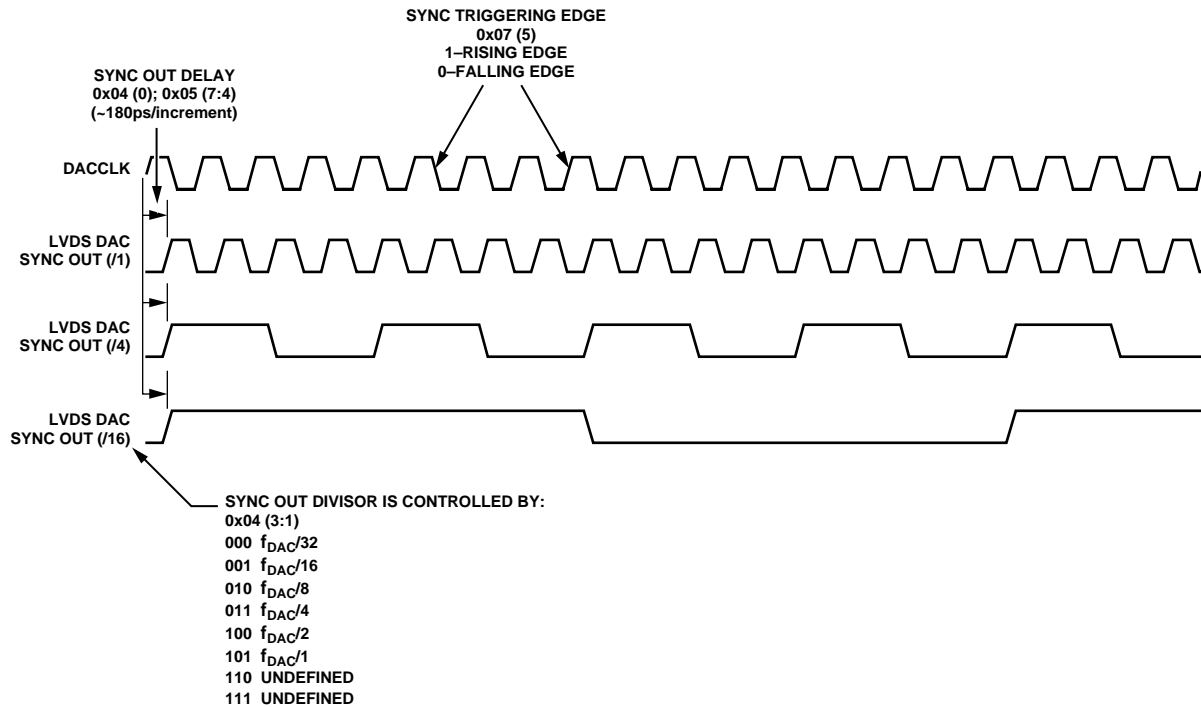 SYNC TRIGGERING EDGE
0x07 (5)
1–RISING EDGE
0–FALLING EDGE
SYNC OUT DELAY
0x04 (0); 0x05 (7:4)
(~180ps/increment)
DACCLK
LVDS DAC
SYNC OUT (/1)
LVDS DAC
SYNC OUT (/4)
LVDS DAC
SYNC OUT (/16)
SYNC OUT DIVISOR IS CONTROLLED BY:
0x04 (3:1)
000 fDAC/32
001 fDAC/16
010 fDAC/8
011 fDAC/4
100 fDAC/2
101 fDAC/1
110 UNDEFINED
111 UNDEFINED